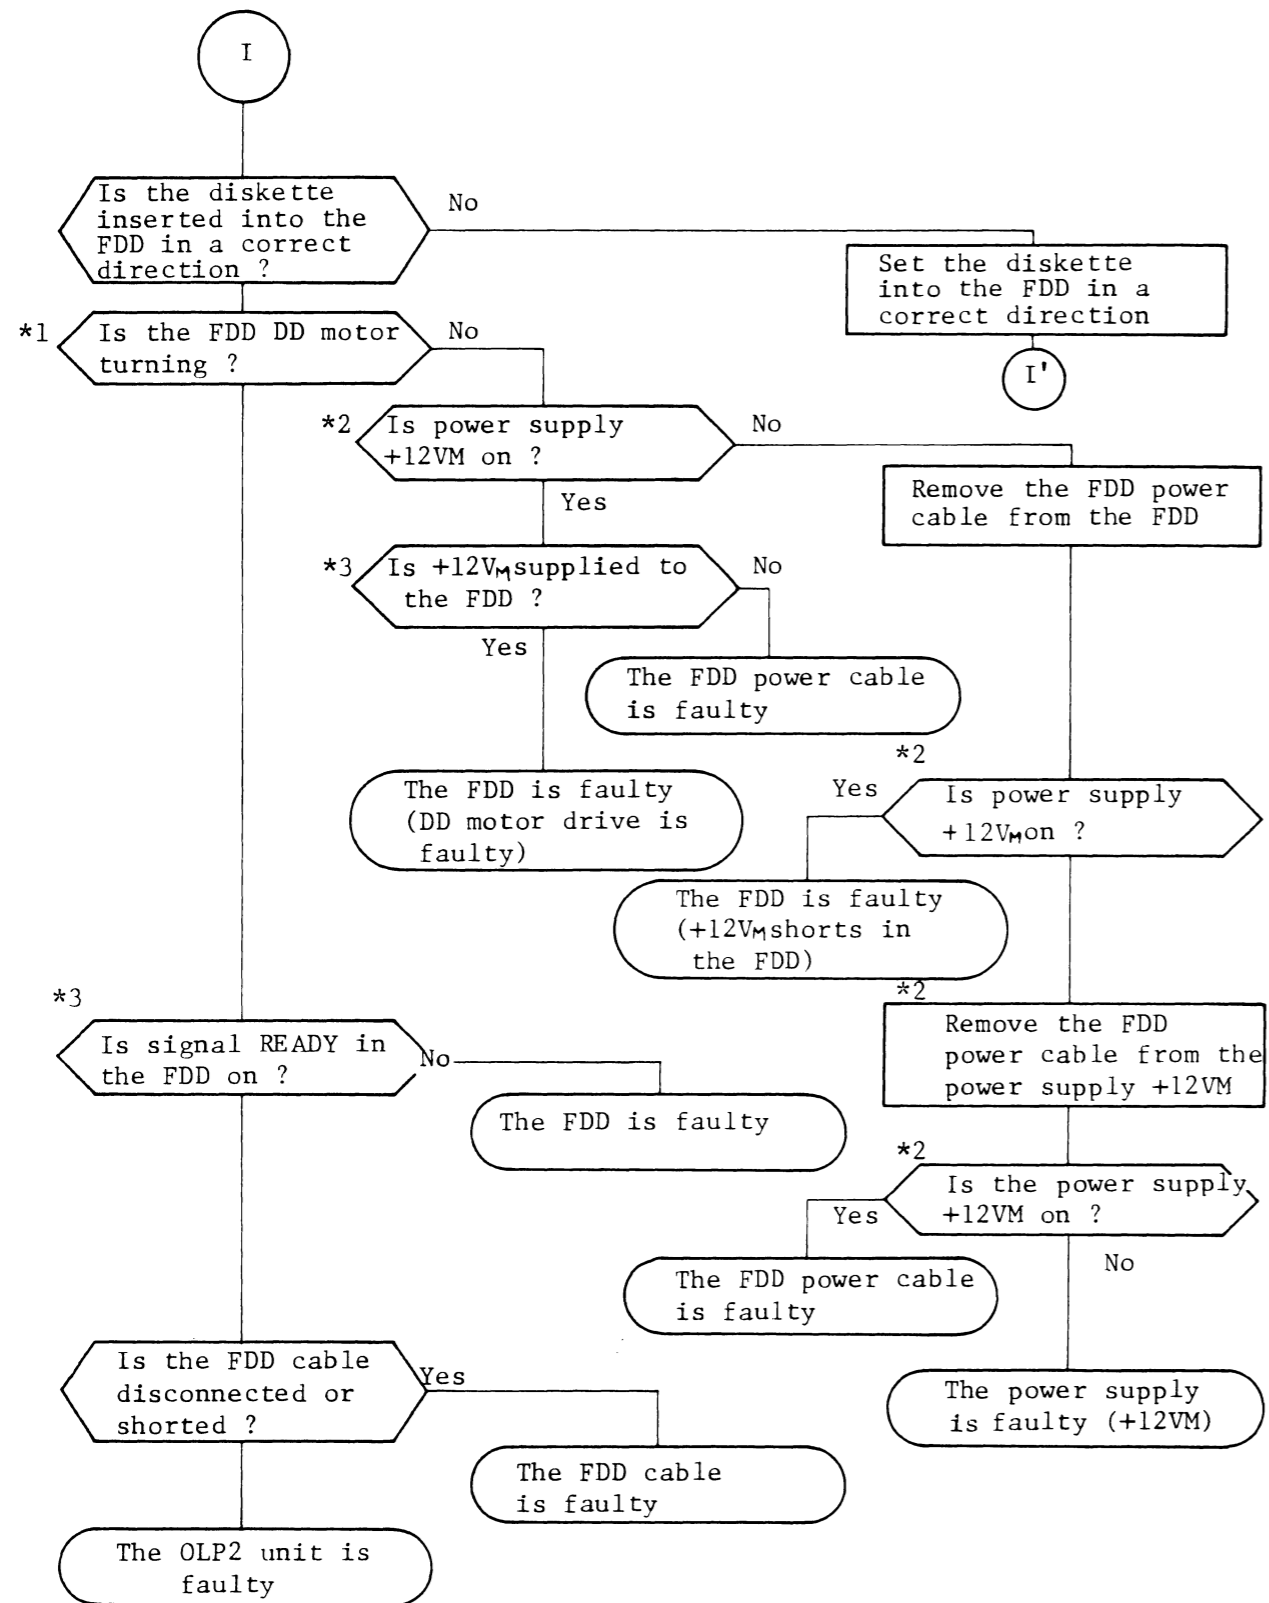 I
Is the diskette
inserted into the
FDD in a correct
direction ?
No
Set the diskette
into the FDD in a
correct direction
I'
*1
Is the FDD DD motor
turning ?
No
*2
Is power supply
+12VM on ?
No
Yes
Remove the FDD power
cable from the FDD
*3
Is +12VM supplied to
the FDD ?
No
Yes
The FDD power cable
is faulty
The FDD is faulty
(DD motor drive is
faulty)
*2
Is power supply
+12VM on ?
Yes
The FDD is faulty
(+12VM shorts in
the FDD)
*3
Is signal READY in
the FDD on ?
No
The FDD is faulty
*2
Remove the FDD
power cable from the
power supply +12VM
*2
Is the power supply
+12VM on ?
Yes
No
The FDD power cable
is faulty
The power supply
is faulty (+12VM)
Is the FDD cable
disconnected or
shorted ?
Yes
The FDD cable
is faulty
The OLP2 unit is
faulty